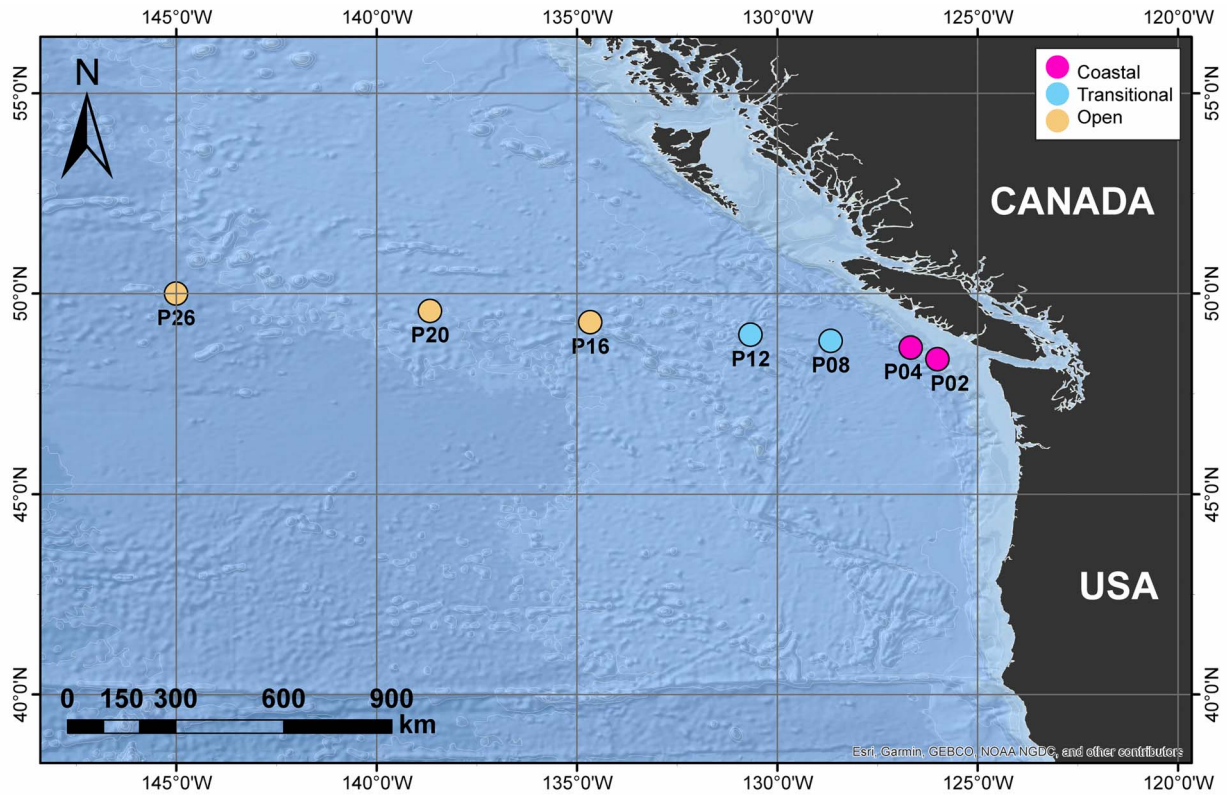 145°0'W 140°0'W 135°0'W 130°0'W 125°0'W 120°0'W
N
Coastal
Transitional
Open
55°0'N 55°0'N
CANADA
50°0'N 50°0'N
P26
P20
P16
P12
P08
P04
P02
45°0'N 45°0'N
USA
40°0'N 40°0'N
0 150 300 600 900
km
Esri, Garmin, GEBCO, NOAA NGDC, and other contributors
145°0'W 140°0'W 135°0'W 130°0'W 125°0'W 120°0'W